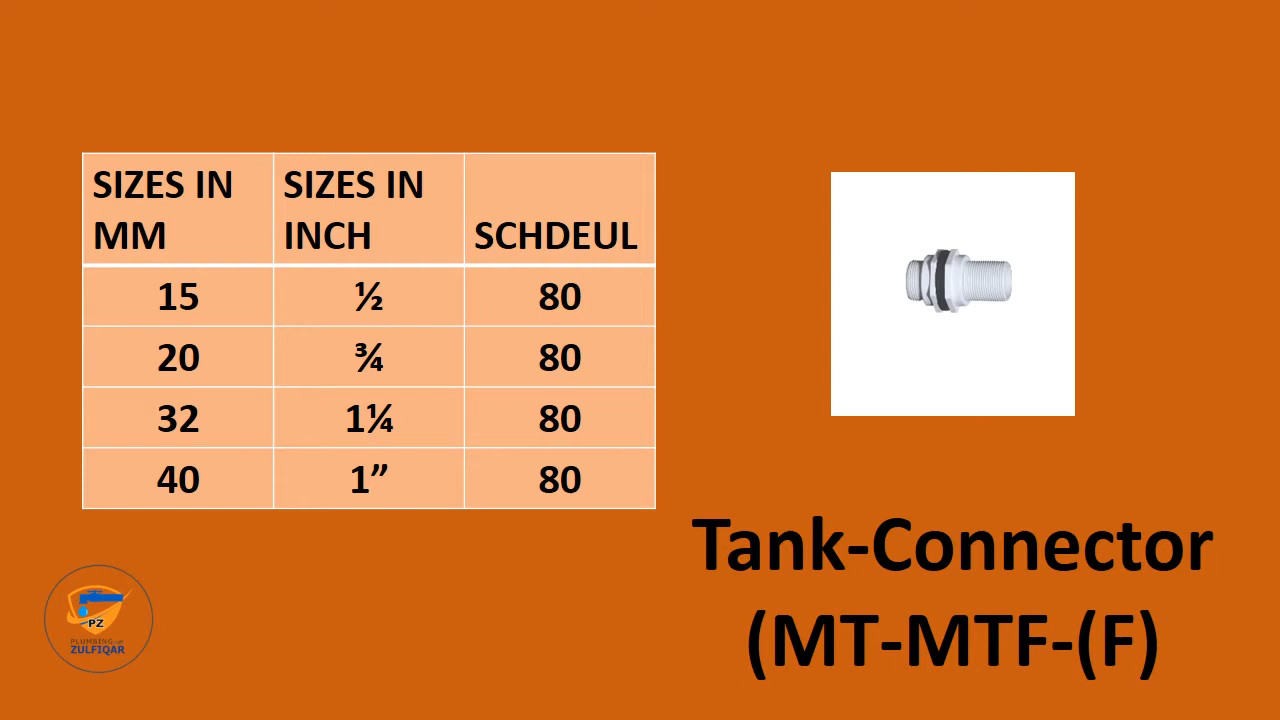 SIZES IN MM SIZES IN INCH SCHDEUL
15 ½ 80
20 ¾ 80
32 1¼ 80
40 1” 80
Tank-Connector
(MT-MTF-(F)
PZ
PLUMBING.net
ZULFIQAR